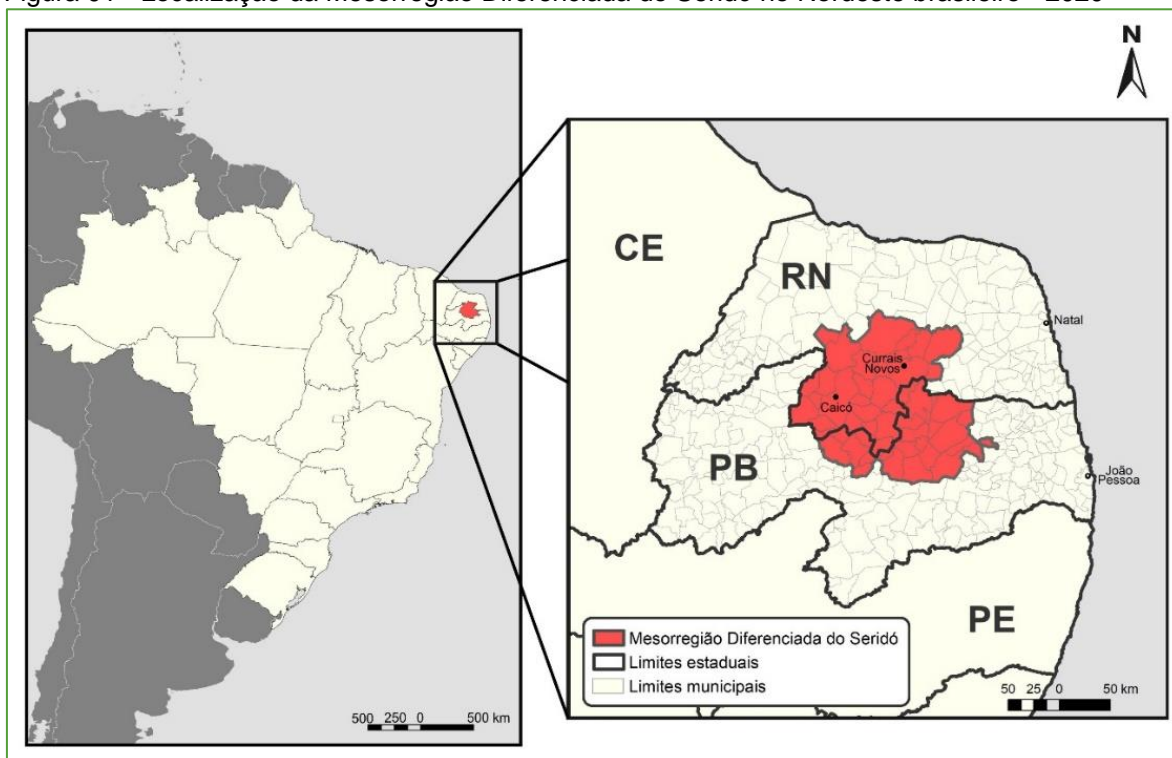 Figura 01 - Localização da Mesorregião Diferenciada do Seridó no Nordeste brasileiro - 2020
N
CE
RN
Natal
Currais
Novos
Caicó
PB
João
Pessoa
PE
Mesorregião Diferenciada do Seridó
Limites estaduais
Limites municipais
50 25 0 50 km
500 250 0 500 km